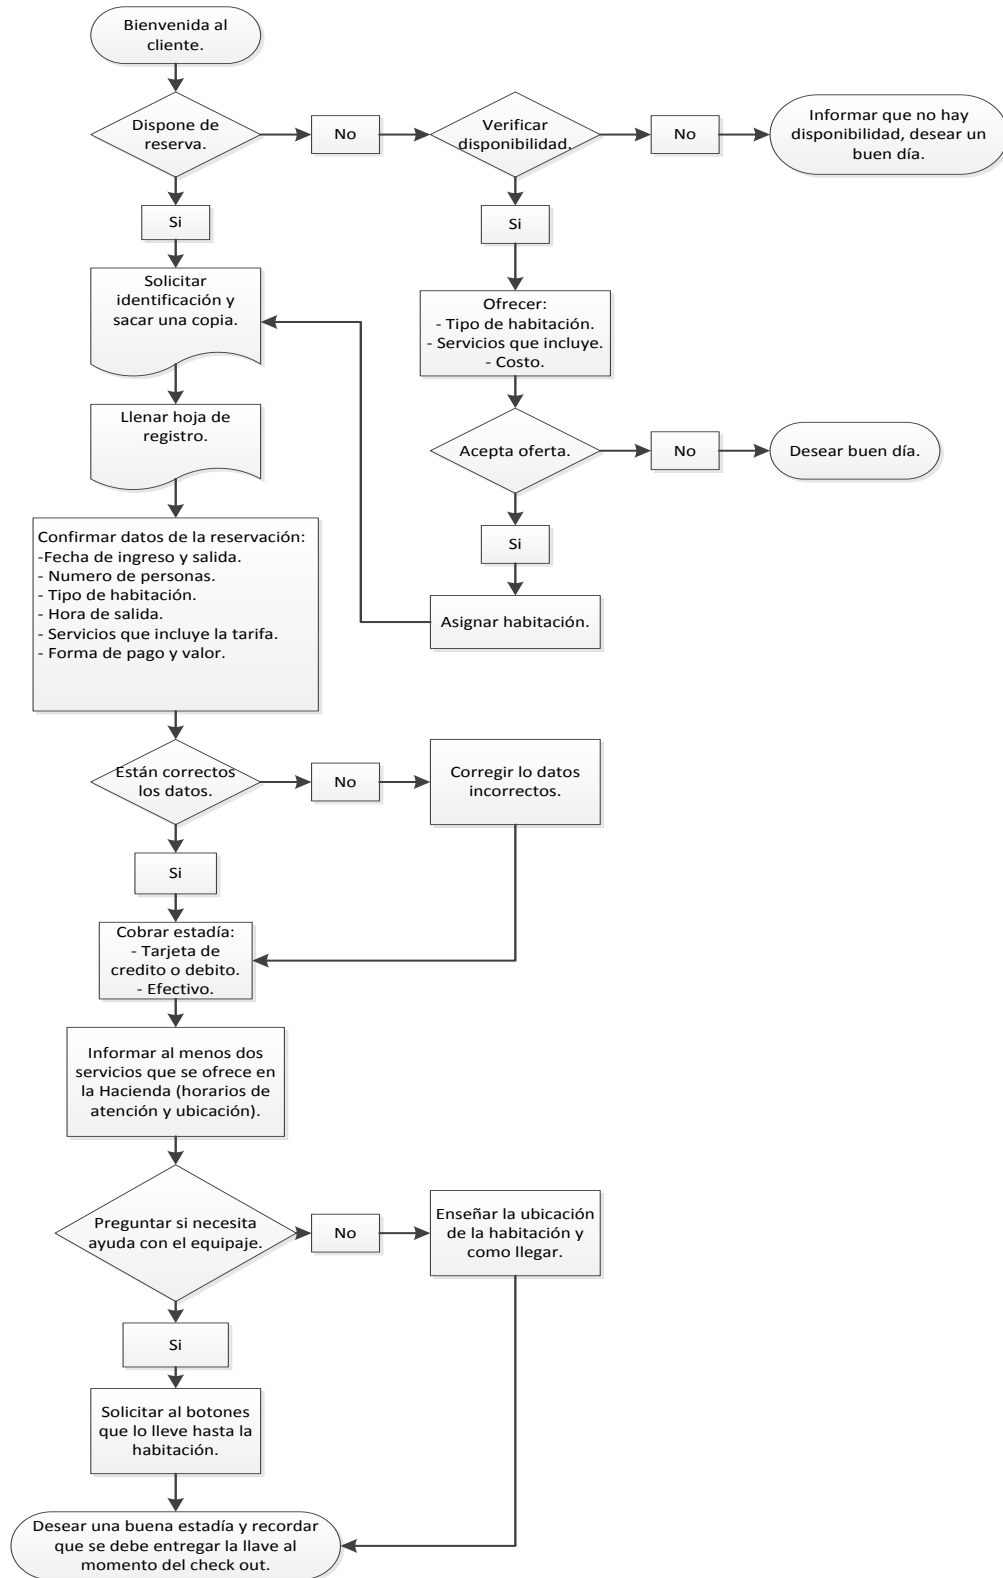 Bienvenida al
cliente.
Dispone de
reserva.
No
Verificar
disponibilidad.
No
Informar que no hay
disponibilidad, desear un
buen día.
Si
Si
Solicitar
identificación y
sacar una copia.
Ofrecer:
- Tipo de habitación.
- Servicios que incluye.
- Costo.
Llenar hoja de
registro.
Acepta oferta.
No
Desear buen día.
Si
Asignar habitación.
Confirmar datos de la reservación:
-Fecha de ingreso y salida.
- Numero de personas.
- Tipo de habitación.
- Hora de salida.
- Servicios que incluye la tarifa.
- Forma de pago y valor.
Están correctos
los datos.
No
Corregir lo datos
incorrectos.
Si
Cobrar estadía:
- Tarjeta de
credito o debito.
- Efectivo.
Informar al menos dos
servicios que se ofrece en
la Hacienda (horarios de
atención y ubicación).
Preguntar si necesita
ayuda con el equipaje.
No
Enseñar la ubicación
de la habitación y
como llegar.
Si
Solicitar al botones
que lo lleve hasta la
habitación.
Desear una buena estadía y recordar
que se debe entregar la llave al
momento del check out.